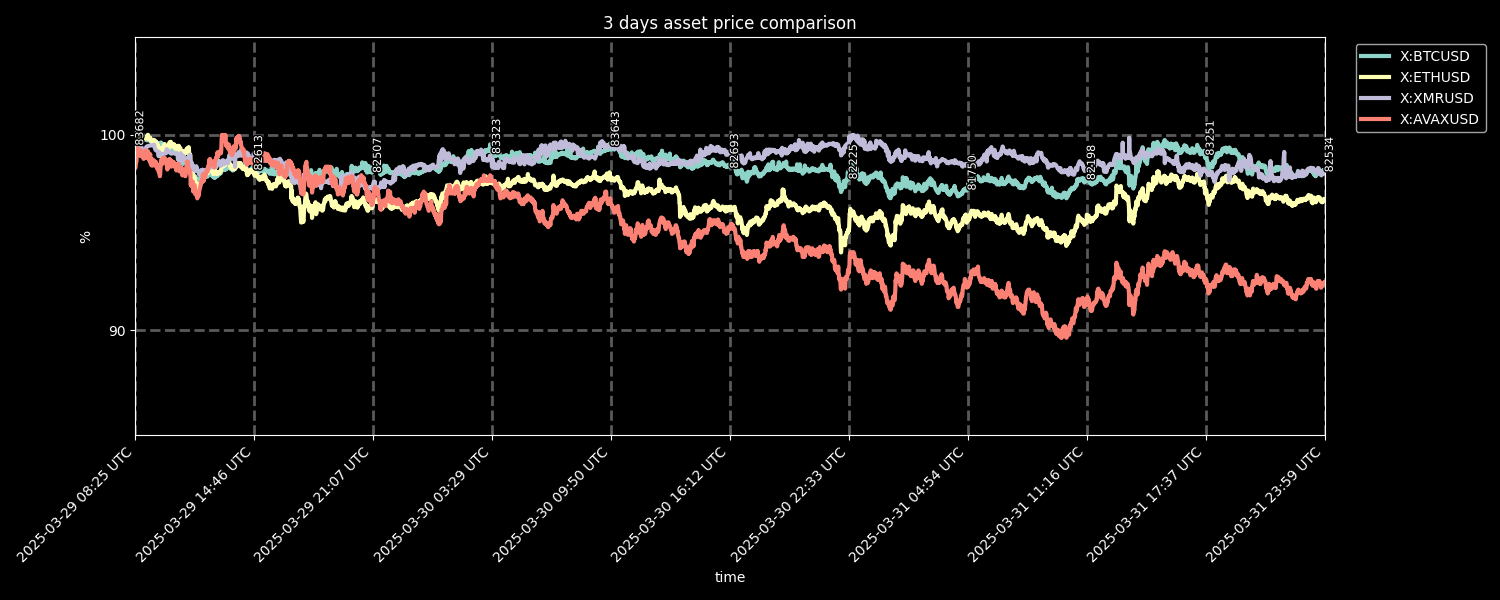 3 days asset price comparison
X:BTCUSD
X:ETHUSD
X:XMRUSD
X:AVAXUSD
%
100
90
83682
82613
82507
83323
83643
82693
82225
81750
82198
83251
82534
2025-03-29 08:25 UTC
2025-03-29 14:46 UTC
2025-03-29 21:07 UTC
2025-03-30 03:29 UTC
2025-03-30 09:50 UTC
2025-03-30 16:12 UTC
2025-03-30 22:33 UTC
2025-03-31 04:54 UTC
2025-03-31 11:16 UTC
2025-03-31 17:37 UTC
2025-03-31 23:59 UTC
time